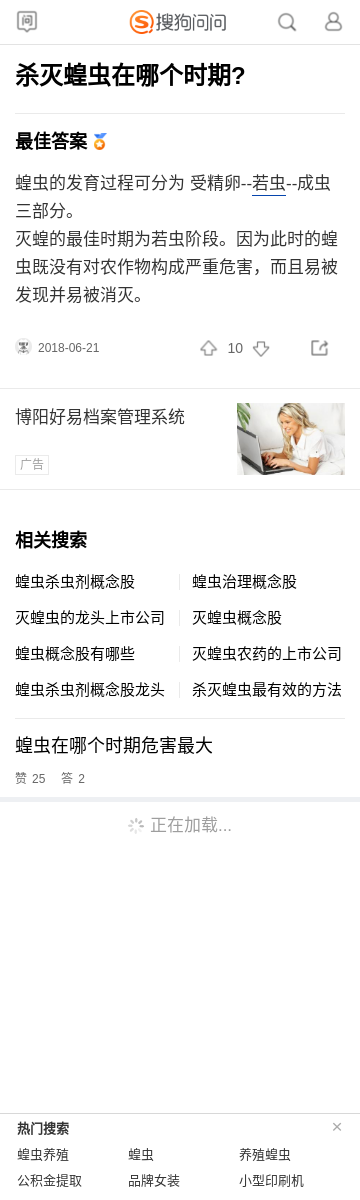 问
搜狗问问
杀灭蝗虫在哪个时期?
最佳答案
蝗虫的发育过程可分为 受精卵--若虫--成虫
三部分。
灭蝗的最佳时期为若虫阶段。因为此时的蝗
虫既没有对农作物构成严重危害，而且易被
发现并易被消灭。
2018-06-21
10
博阳好易档案管理系统
广告
相关搜索
蝗虫杀虫剂概念股
蝗虫治理概念股
灭蝗虫的龙头上市公司
灭蝗虫概念股
蝗虫概念股有哪些
灭蝗虫农药的上市公司
蝗虫杀虫剂概念股龙头
杀灭蝗虫最有效的方法
蝗虫在哪个时期危害最大
赞 25 答 2
正在加载...
热门搜索
×
蝗虫养殖
蝗虫
养殖蝗虫
公积金提取
品牌女装
小型印刷机